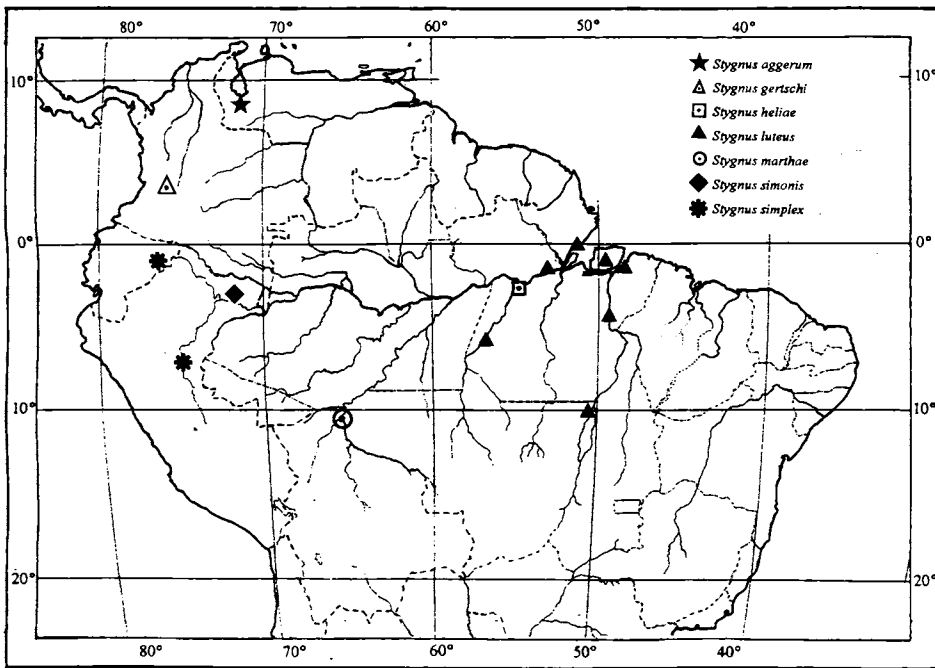 80° 70° 60° 50° 40°
10° 10°
Stygnus aggerum
Stygnus gertschi
Stygnus heliae
Stygnus luteus
Stygnus marthae
Stygnus simonis
Stygnus simplex
0° 0°
10° 10°
20° 20°
80° 70° 60° 50° 40°